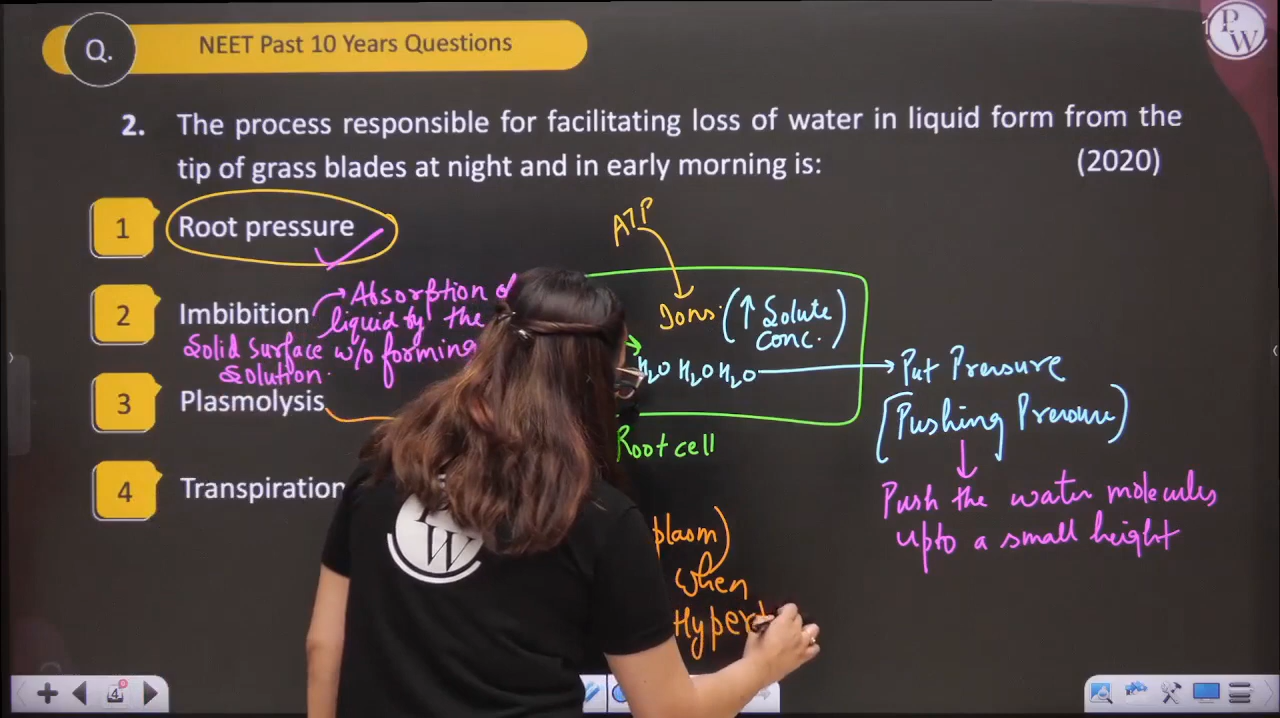 Q.
NEET Past 10 Years Questions
PW
2. The process responsible for facilitating loss of water in liquid form from the
tip of grass blades at night and in early morning is: (2020)
1 Root pressure
2 Imbibition
Absorption
liquid by the
Solid Surface w/o forming
Solution.
3 Plasmolysis
4 Transpiration
ATP
Ions. (↑ Solute
conc.)
H₂O H₂O H₂O
Root cell
Put Pressure
(Pushing Pressure)
Push the water molecules
upto a small height
plasm)
when
PW
4